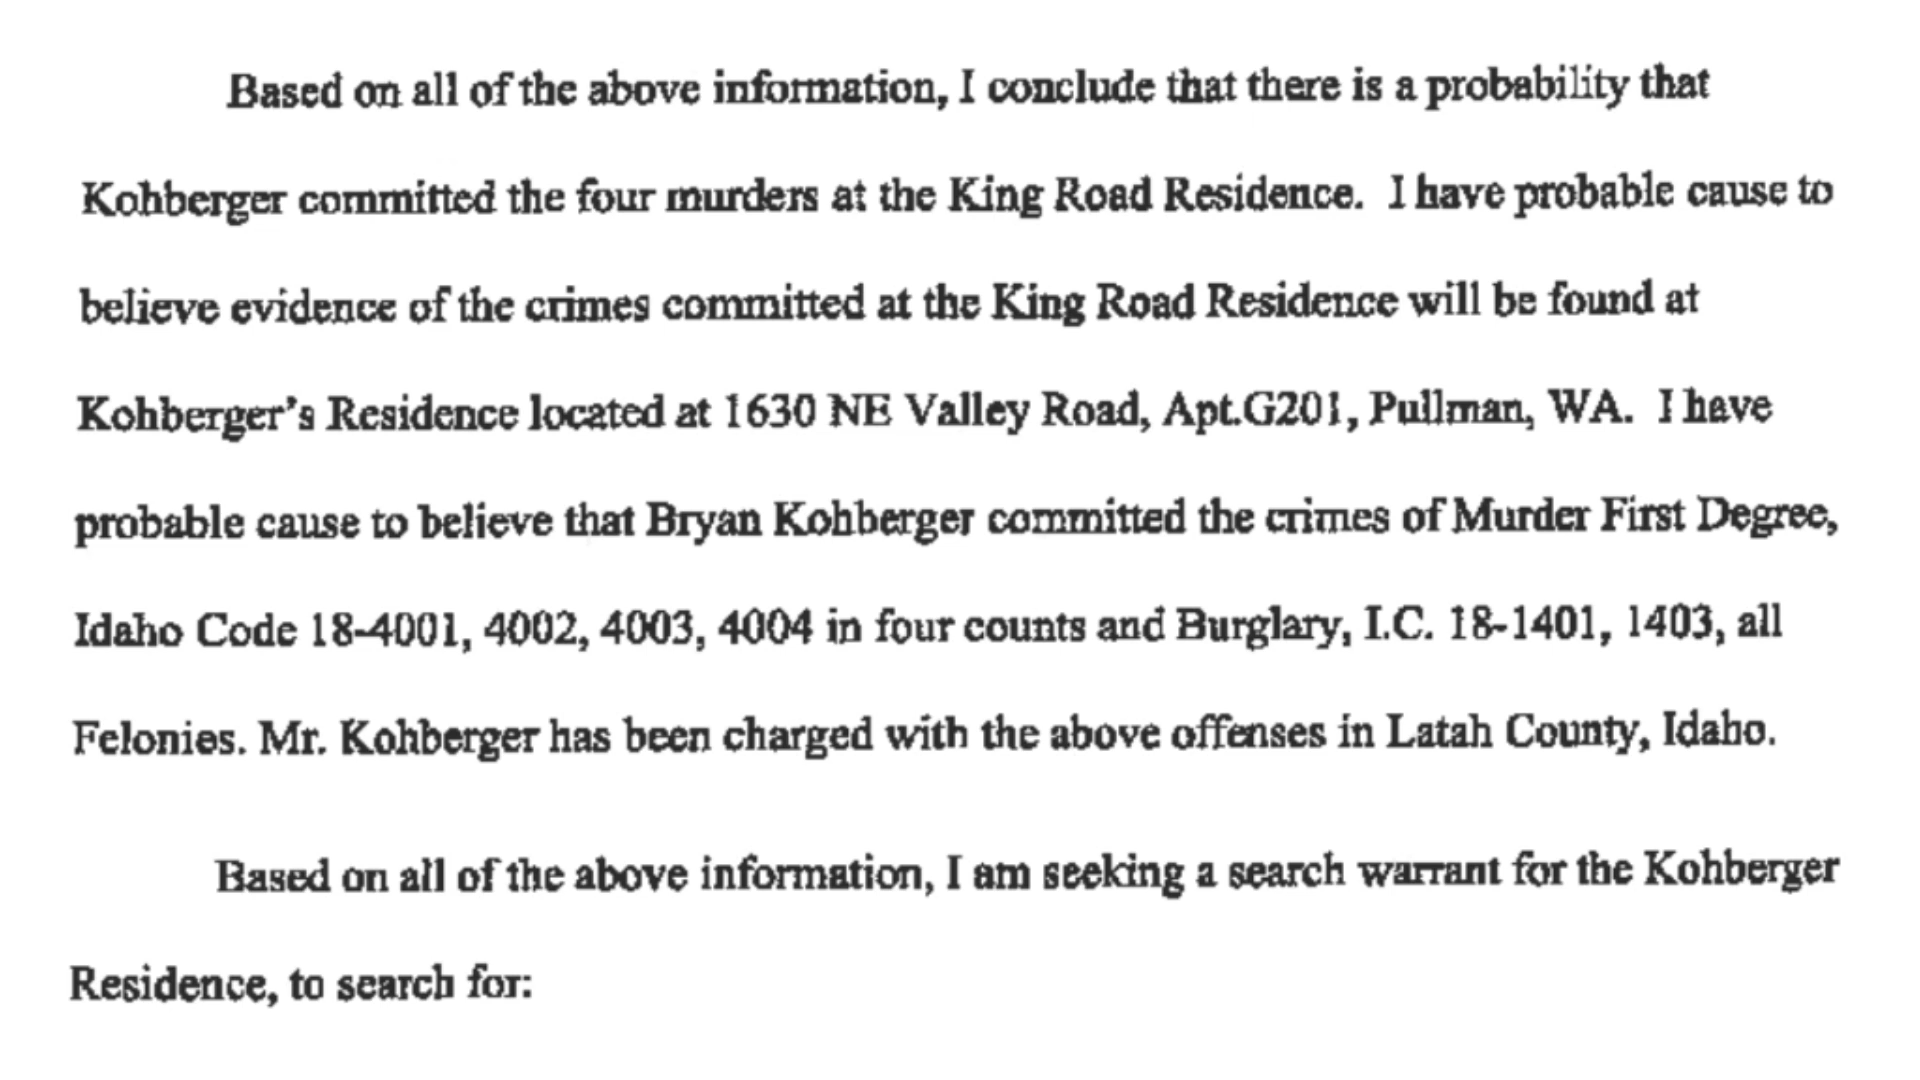 Based on all of the above information, I conclude that there is a probability that
Kohberger committed the four murders at the King Road Residence.  I have probable cause to
believe evidence of the crimes committed at the King Road Residence will be found at
Kohberger's Residence located at 1630 NE Valley Road, Apt.G201, Pullman, WA.  I have
probable cause to believe that Bryan Kohberger committed the crimes of Murder First Degree,
Idaho Code 18-4001, 4002, 4003, 4004 in four counts and Burglary, I.C. 18-1401, 1403, all
Felonies. Mr. Kohberger has been charged with the above offenses in Latah County, Idaho.
Based on all of the above information, I am seeking a search warrant for the Kohberger
Residence, to search for: